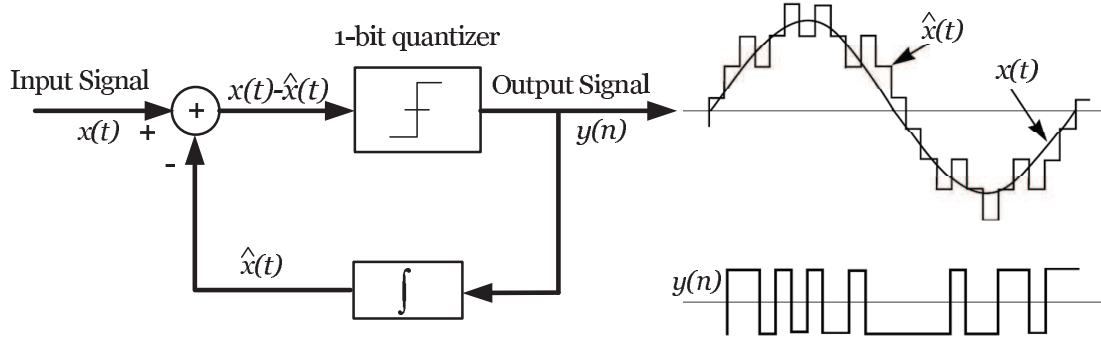 1-bit quantizer
Input Signal
x(t)
+
-
+
x(t)-x̂(t)
Output Signal
y(n)
x̂(t)
∫
x̂(t)
x(t)
y(n)